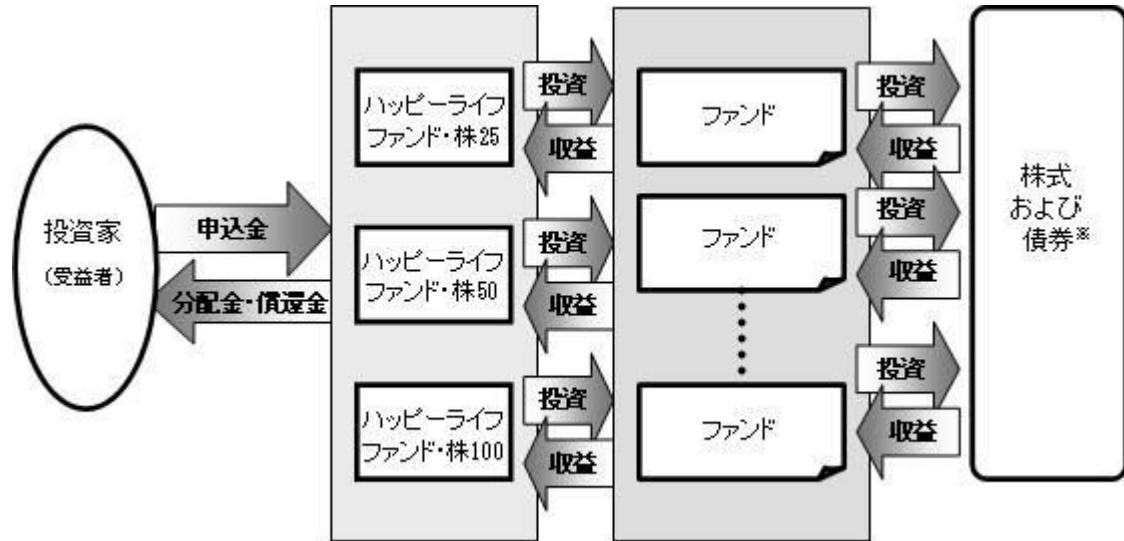 投資家
(受益者)
申込金
分配金・償還金
ハッピーライフ
ファンド・株25
投資
収益
ハッピーライフ
ファンド・株50
投資
収益
ハッピーライフ
ファンド・株100
投資
収益
ファンド
投資
収益
ファンド
投資
収益
ファンド
投資
収益
株式
および
債券※